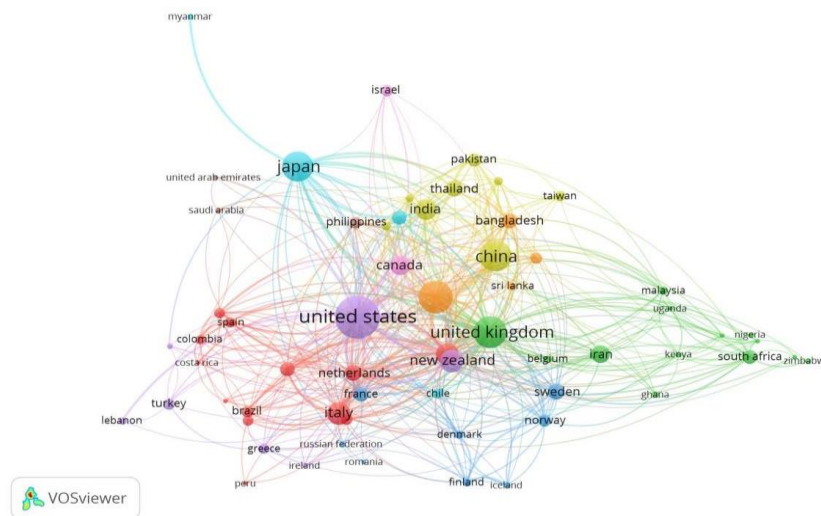 myanmar
israel
japan
pakistan
united arab emirates
thailand
taiwan
saudi arabia
india
philippines
bangladesh
china
canada
sri lanka
malaysia
uganda
united states
spain
united kingdom
nigeria
colombia
iran
kenya
south africa
zimbabw
costa rica
new zealand
belgium
netherlands
france
chile
sweden
ghana
turkey
lebanon
brazil
italy
norway
denmark
russian federation
greece
romania
ireland
peru
finland
iceland
VOSviewer